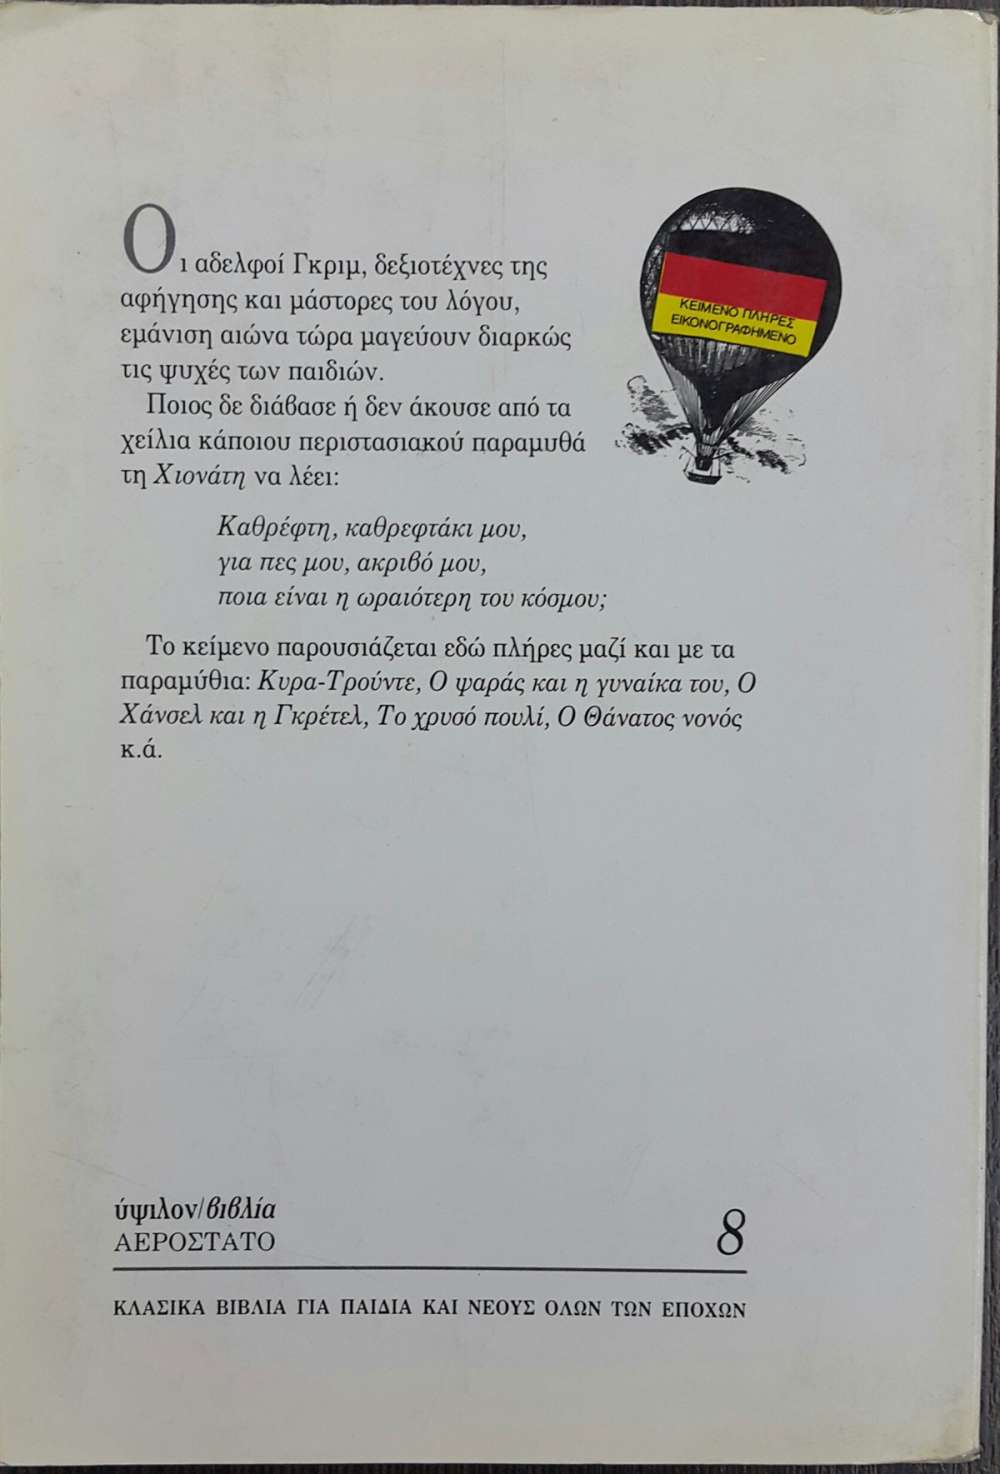 Οι αδελφοί Γκριμ, δεξιοτέχνες της
αφήγησης και μάστορες του λόγου,
εμάνιση αιώνα τώρα μαγεύουν διαρκώς
τις ψυχές των παιδιών.
Ποιος δε διάβασε ή δεν άκουσε από τα
χείλια κάποιου περιστασιακού παραμυθά
τη Χιονάτη να λέει:
Καθρέφτη, καθρεφτάκι μου,
για πες μου, ακριβό μου,
ποια είναι η ωραιότερη του κόσμου;
Το κείμενο παρουσιάζεται εδώ πλήρες μαζί και με τα
παραμύθια: Κυρα-Τρούντε, Ο ψαράς και η γυναίκα του, Ο
Χάνσελ και η Γκρέτελ, Το χρυσό πουλί, Ο Θάνατος νονός
κ.ά.
ΚΕΙΜΕΝΟ ΠΛΗΡΕΣ
ΕΙΚΟΝΟΓΡΑΦΗΜΕΝΟ
ύψιλον/βιβλία
ΑΕΡΟΣΤΑΤΟ
8
ΚΛΑΣΙΚΑ ΒΙΒΛΙΑ ΓΙΑ ΠΑΙΔΙΑ ΚΑΙ ΝΕΟΥΣ ΟΛΩΝ ΤΩΝ ΕΠΟΧΩΝ